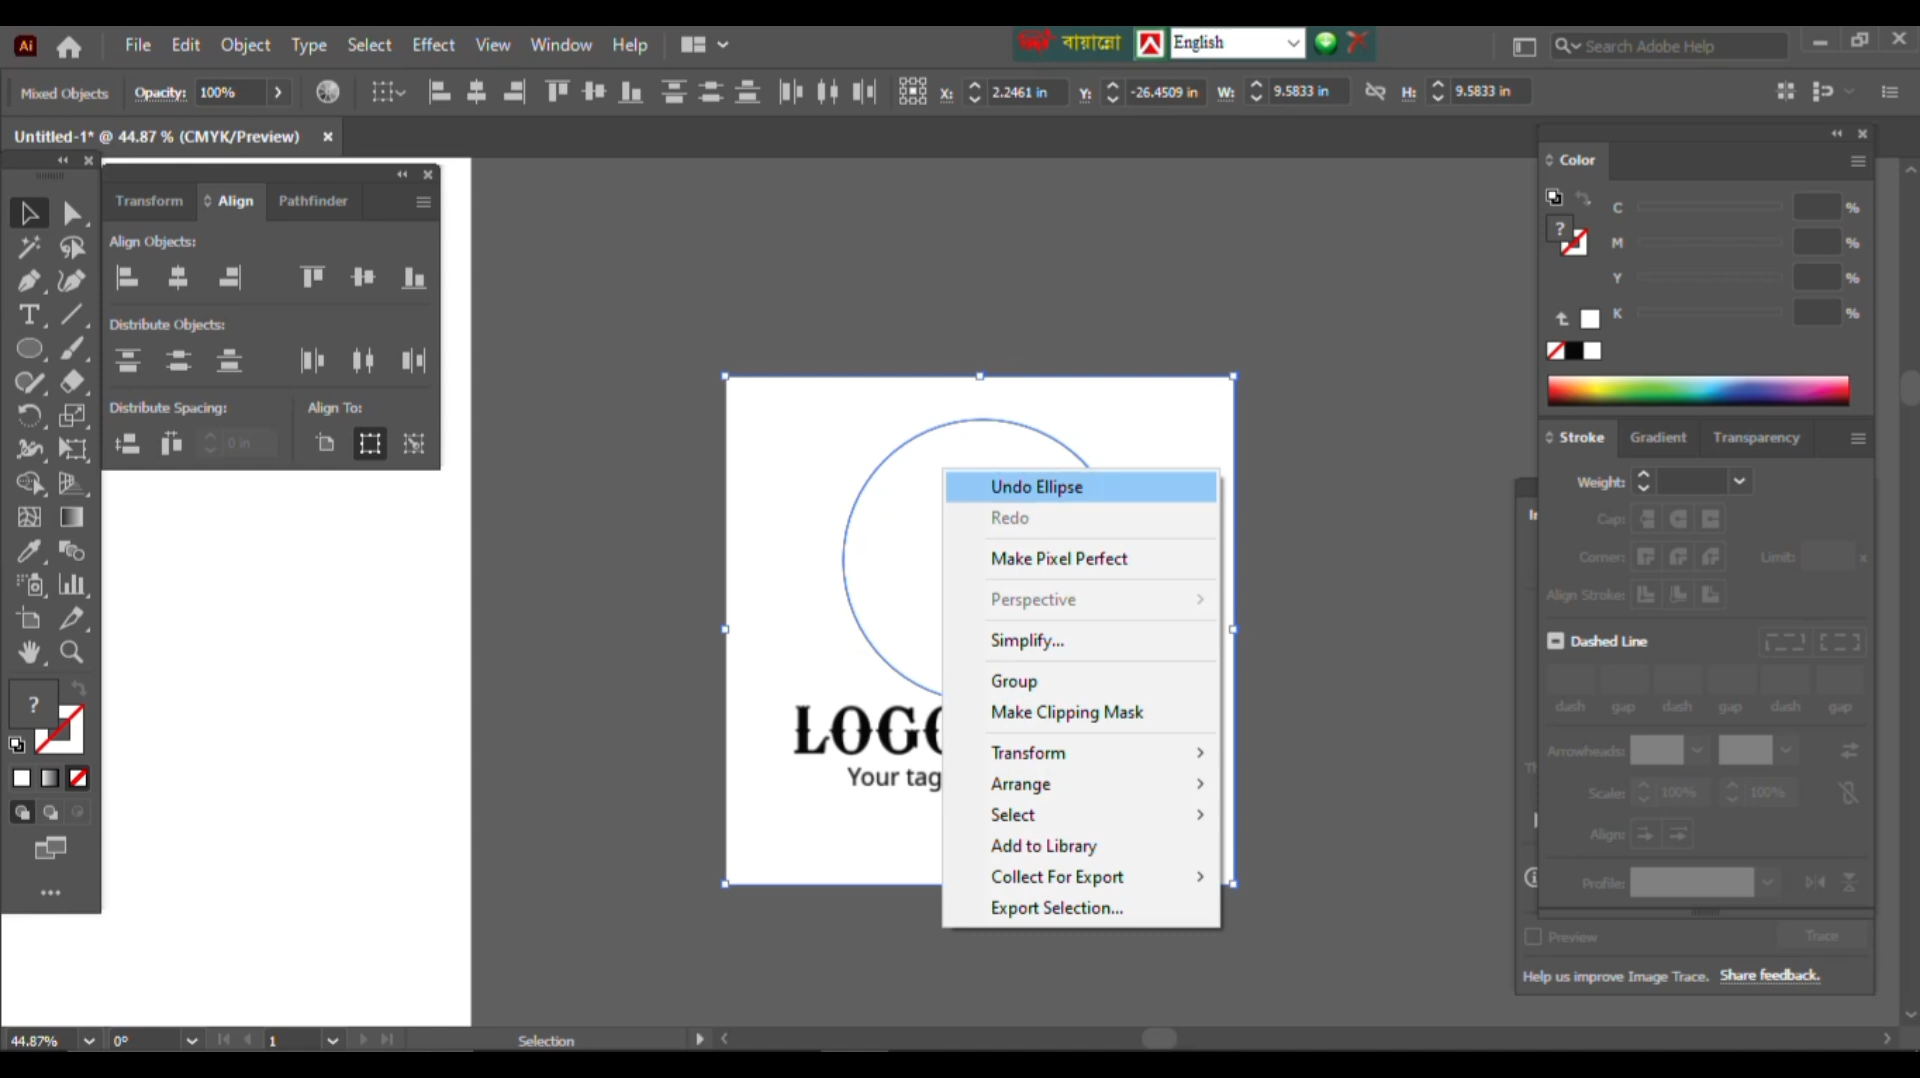 Ai File Edit Object Type Select Effect View Window Help বায়ান্নো English Search Adobe Help
Mixed Objects Opacity: 100% X: 2.2461 in Y: -26.4509 in W: 9.5833 in H: 9.5833 in
Untitled-1* @ 44.87 % (CMYK/Preview)
Transform Align Pathfinder
Align Objects:
Distribute Objects:
Distribute Spacing: Align To:
0 in
Color
C %
M %
Y %
K %
Stroke Gradient Transparency
Weight:
Cap:
Corner: Limit: x
Align Stroke:
Dashed Line
dash gap dash gap dash gap
Arrowheads:
Scale: 100% 100%
Align:
Profile:
Preview Trace
Help us improve Image Trace. Share feedback.
Undo Ellipse
Redo
Make Pixel Perfect
Perspective
Simplify...
Group
Make Clipping Mask
Transform
Arrange
Select
Add to Library
Collect For Export
Export Selection...
LOGO
Your tag
?
?
44.87% 0° 1 Selection